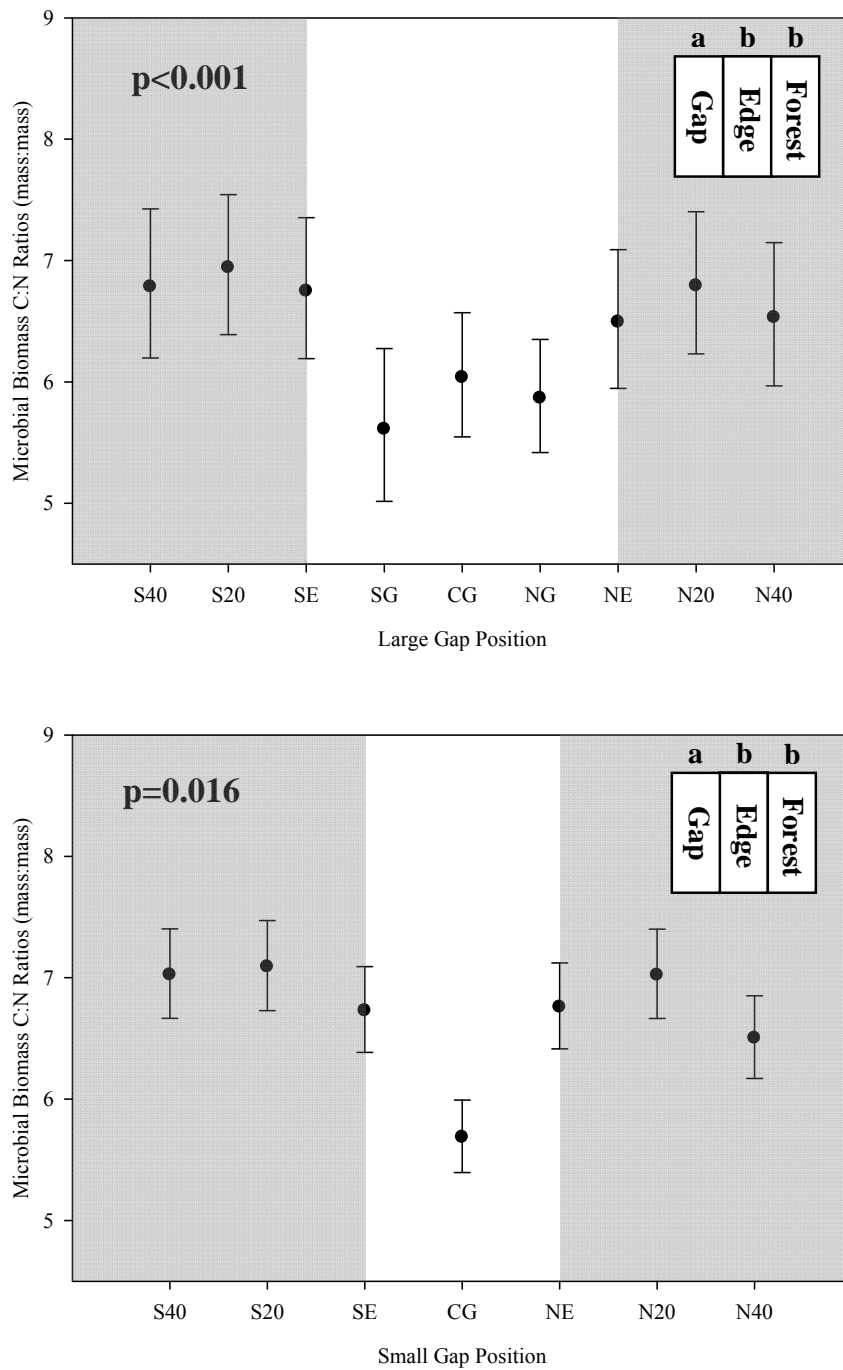 9
a b b
p<0.001
Gap
Edge
Forest
8
7
6
5
Microbial Biomass C:N Ratios (mass:mass)
S40 S20 SE SG CG NG NE N20 N40
Large Gap Position
9
a b b
p=0.016
Gap
Edge
Forest
8
7
6
5
Microbial Biomass C:N Ratios (mass:mass)
S40 S20 SE CG NE N20 N40
Small Gap Position